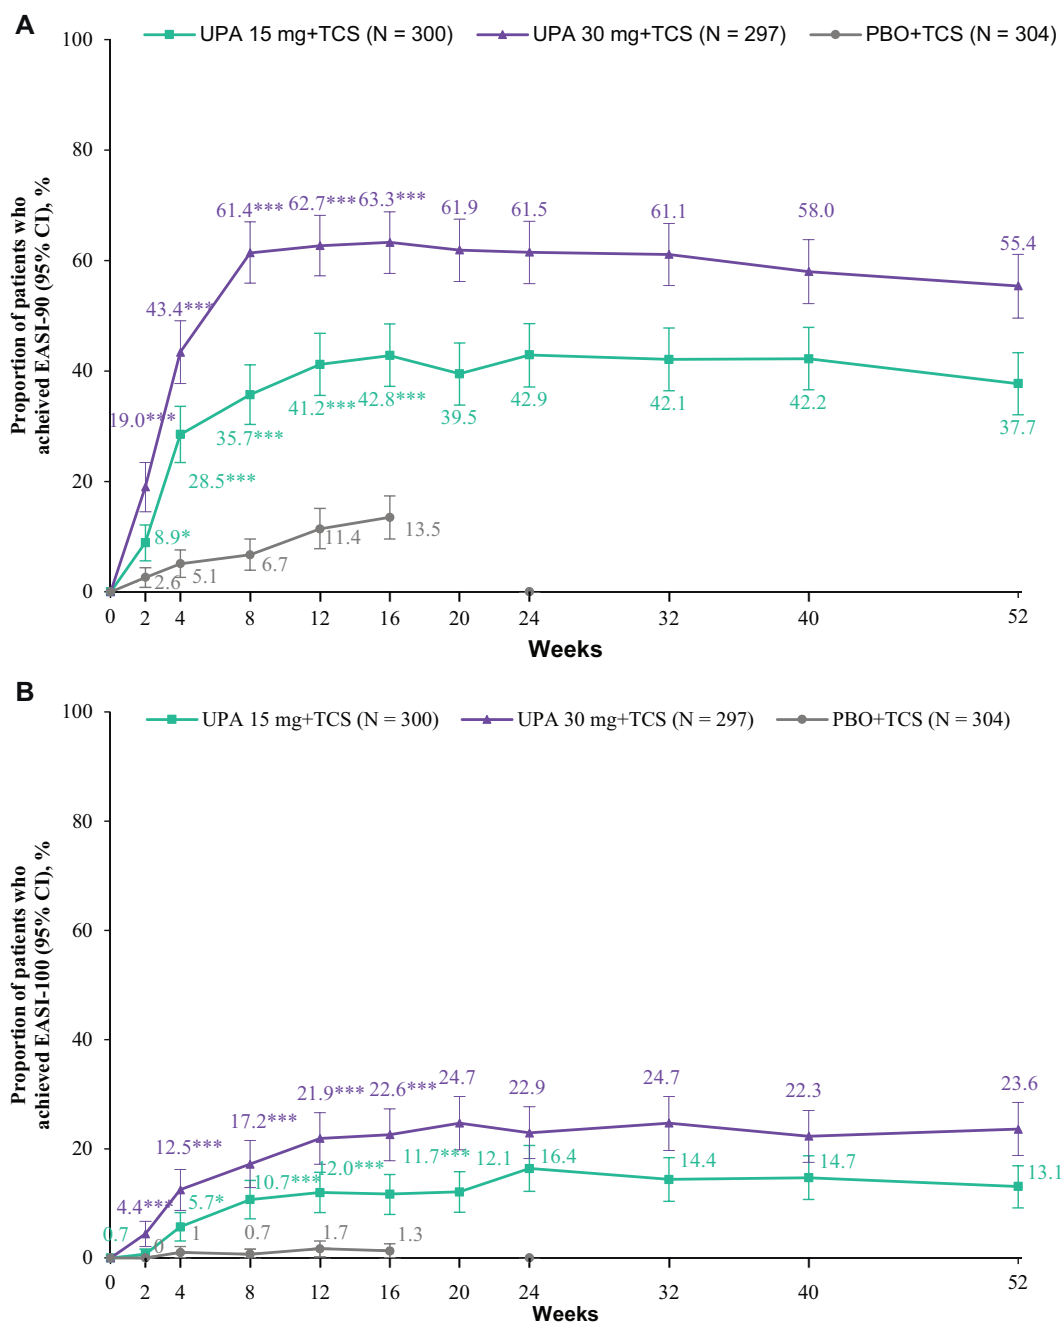 A
UPA 15 mg+TCS (N = 300) UPA 30 mg+TCS (N = 297) PBO+TCS (N = 304)
Proportion of patients who
acheived EASI-90 (95% CI), %
100
80
60
40
20
0
19.0*** 43.4*** 61.4*** 62.7*** 63.3*** 61.9 61.5 61.1 58.0 55.4
8.9* 28.5*** 35.7*** 41.2*** 42.8*** 39.5 42.9 42.1 42.2 37.7
2.6 5.1 6.7 11.4 13.5
0 2 4 8 12 16 20 24 32 40 52
Weeks
B
UPA 15 mg+TCS (N = 300) UPA 30 mg+TCS (N = 297) PBO+TCS (N = 304)
Proportion of patients who
achieved EASI-100 (95% CI), %
100
80
60
40
20
0
4.4*** 12.5*** 17.2*** 21.9*** 22.6*** 24.7 22.9 24.7 22.3 23.6
0.7 5.7* 10.7*** 12.0*** 11.7*** 12.1 16.4 14.4 14.7 13.1
0 1 0.7 1.7 1.3
0 2 4 8 12 16 20 24 32 40 52
Weeks